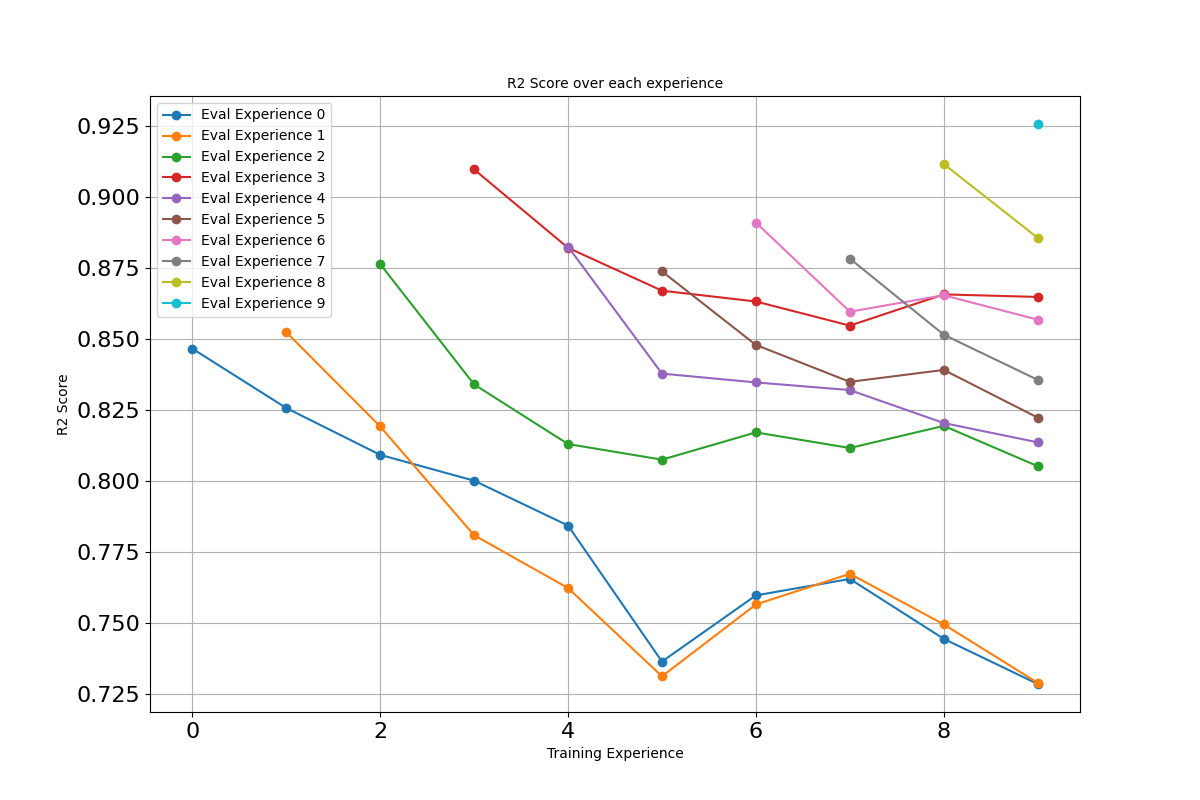 R2 Score over each experience
Eval Experience 0
Eval Experience 1
Eval Experience 2
Eval Experience 3
Eval Experience 4
Eval Experience 5
Eval Experience 6
Eval Experience 7
Eval Experience 8
Eval Experience 9
0.925
0.900
0.875
0.850
0.825
0.800
0.775
0.750
0.725
R2 Score
0 2 4 6 8
Training Experience